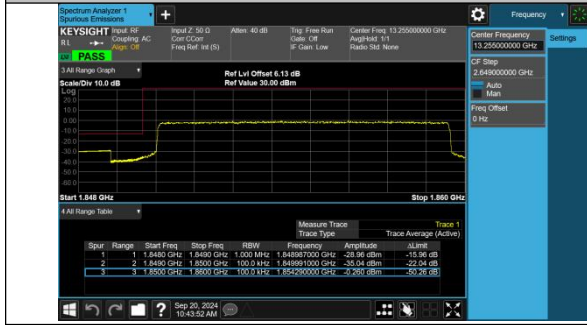 Spectrum Analyzer 1
Spurious Emissions
Frequency
KEYSIGHT
Input: RF
Coupling: AC
Align: Off
Input Z: 50 Ω
Corr CCorr
Freq Ref: Int (S)
Atten: 40 dB
Trig: Free Run
Gate: Off
IF Gain: Low
Center Freq: 13.255000000 GHz
Avg|Hold: 1/1
Radio Std: None
RL
PASS
Center Frequency
13.255000000 GHz
Settings
CF Step
2.649000000 GHz
Auto
Man
Freq Offset
0 Hz
3 All Range Graph
Scale/Div 10.0 dB
Ref Lvl Offset 6.13 dB
Ref Value 30.00 dBm
Log
20.0
10.0
0.00
-10.0
-20.0
-30.0
-40.0
-50.0
-60.0
Start 1.848 GHz
Stop 1.860 GHz
4 All Range Table
Measure Trace Trace 1
Trace Type Trace Average (Active)
Spur Range Start Freq Stop Freq RBW Frequency Amplitude ΔLimit
1 1 1.8480 GHz 1.8490 GHz 1.000 MHz 1.848987000 GHz -28.96 dBm -15.96 dB
2 2 1.8490 GHz 1.8500 GHz 100.0 kHz 1.849991000 GHz -35.04 dBm -22.04 dB
3 3 1.8500 GHz 1.8600 GHz 100.0 kHz 1.854290000 GHz -0.260 dBm -50.26 dB
Sep 20, 2024
10:43:52 AM